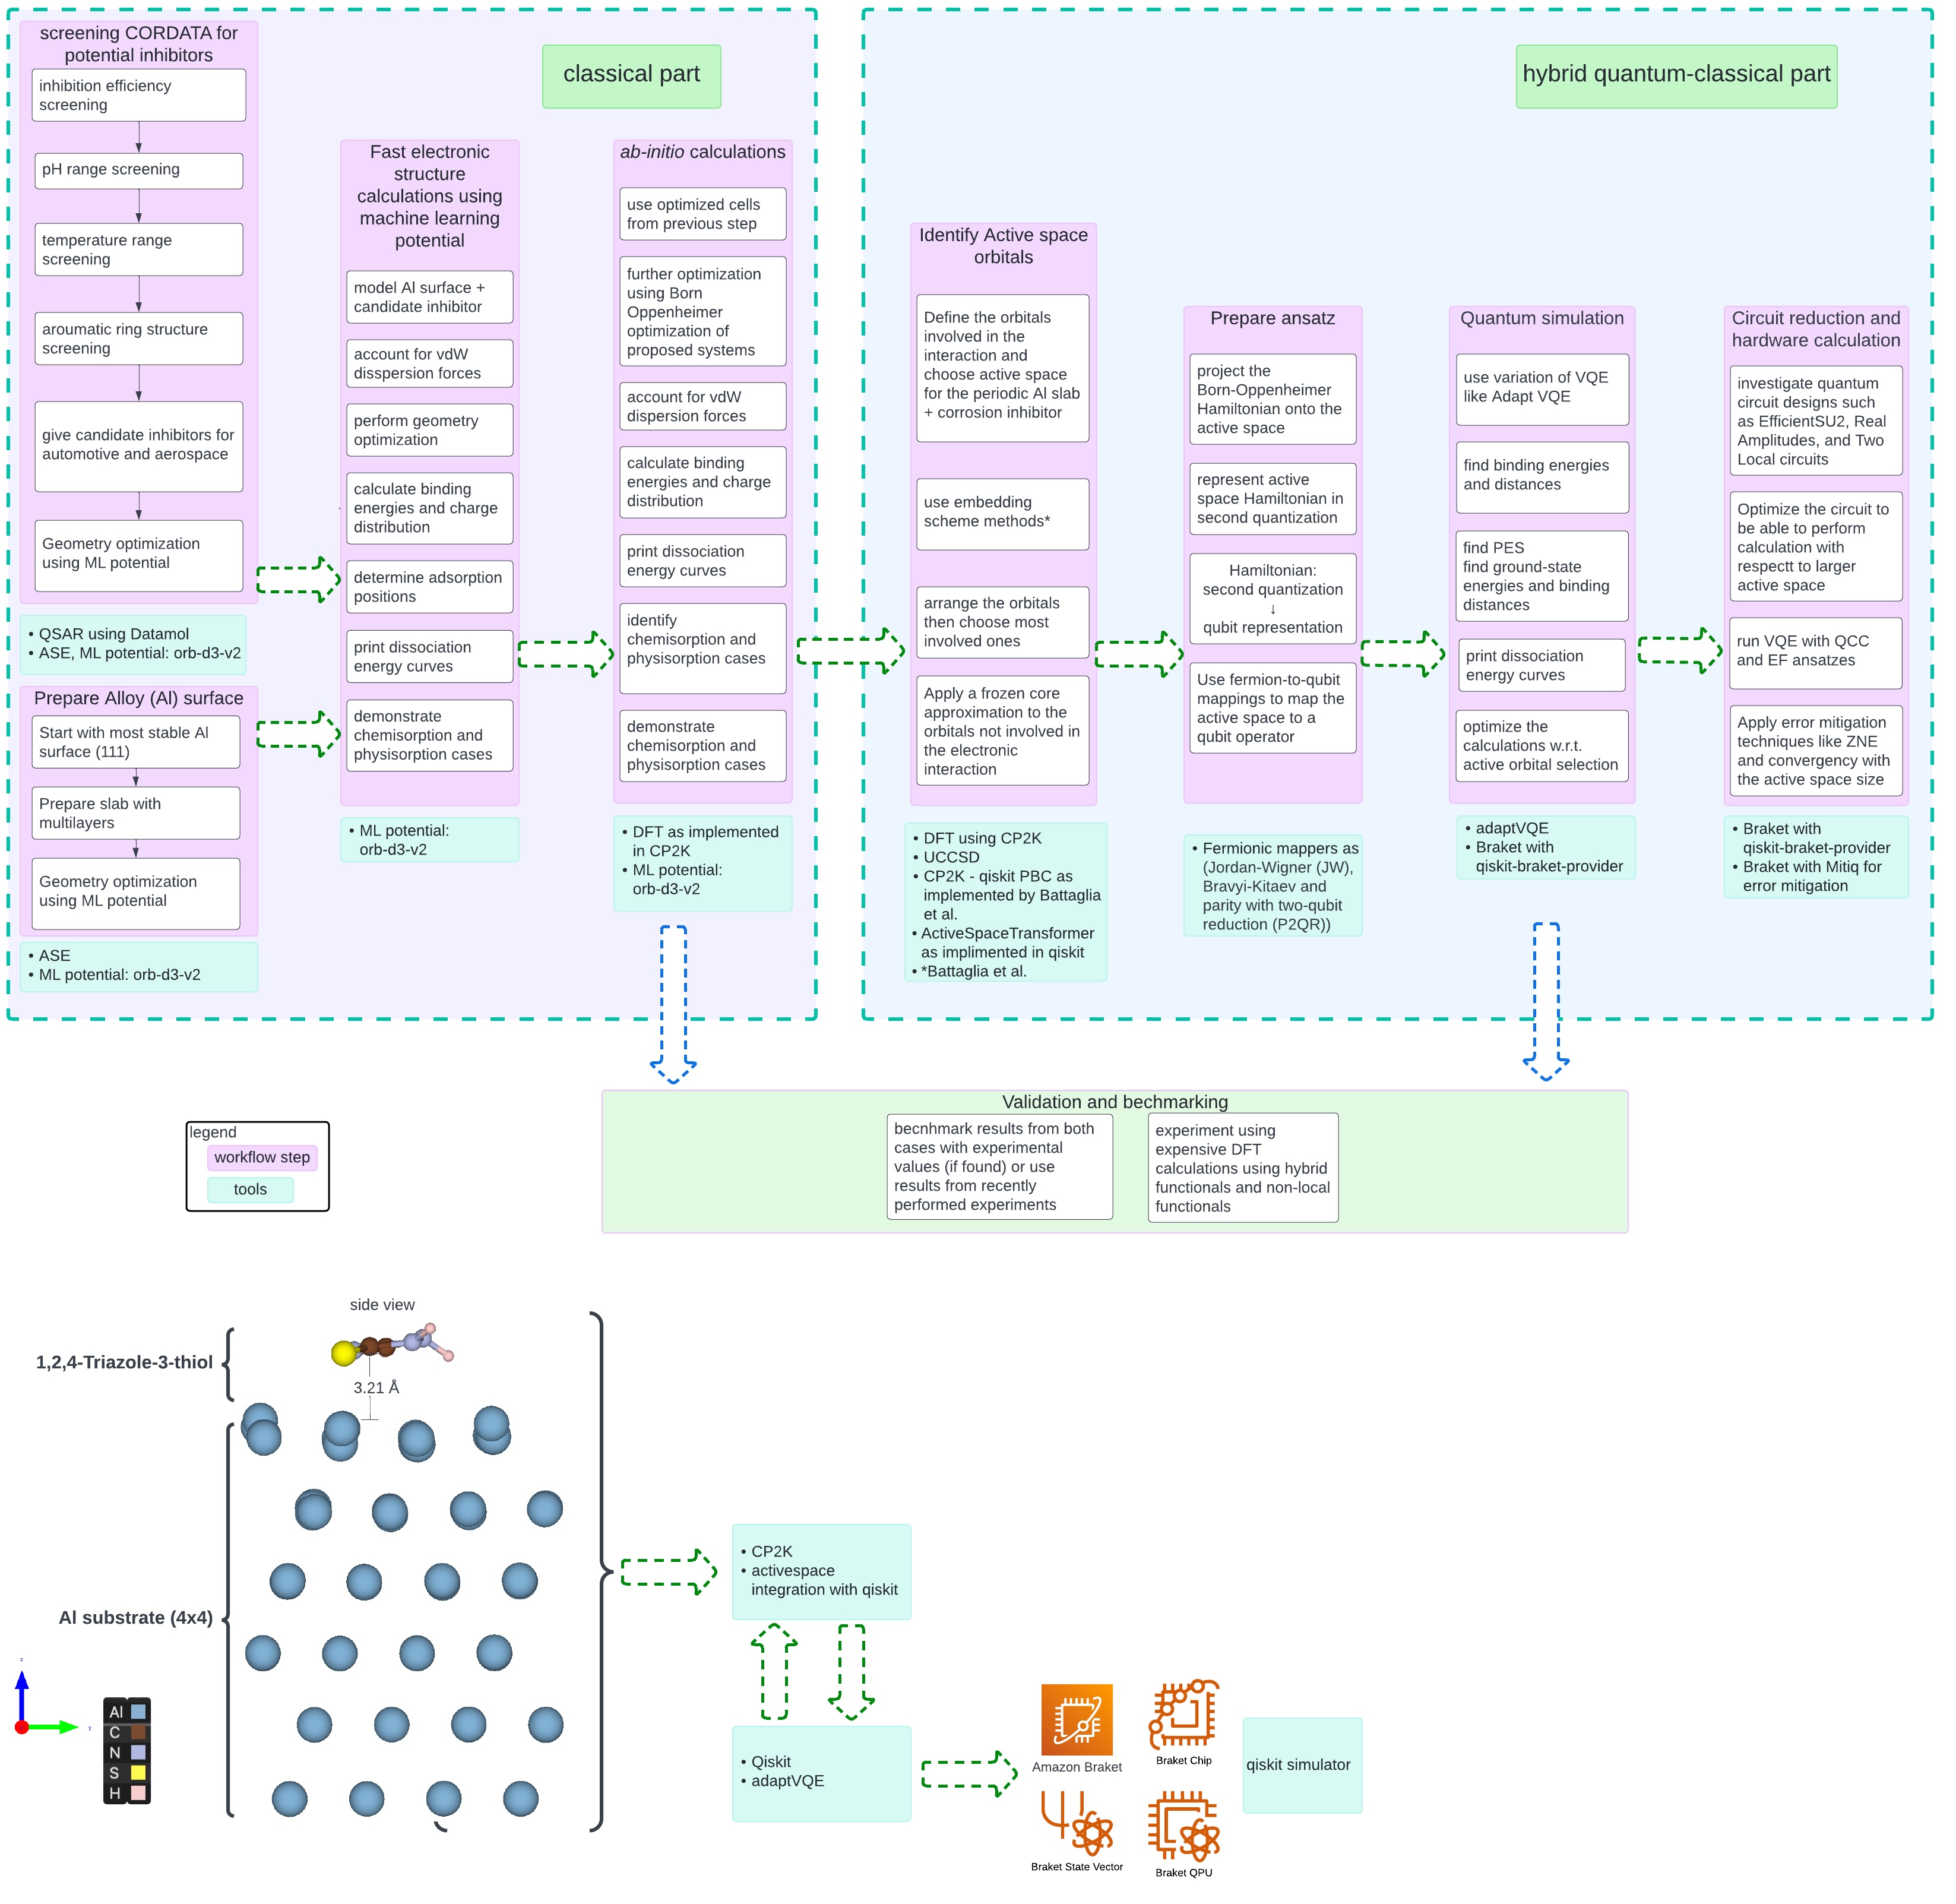 screening CORDATA for
potential inhibitors
inhibition efficiency
screening
pH range screening
temperature range
screening
aroumatic ring structure
screening
give candidate inhibitors for
automotive and aerospace
Geometry optimization
using ML potential
• QSAR using Datamol
• ASE, ML potential: orb-d3-v2
Prepare Alloy (Al) surface
Start with most stable Al
surface (111)
Prepare slab with
multilayers
Geometry optimization
using ML potential
• ASE
• ML potential: orb-d3-v2
classical part
Fast electronic
structure
calculations using
machine learning
potential
model Al surface +
candidate inhibitor
account for vdW
disspersion forces
perform geometry
optimization
calculate binding
energies and charge
distribution
determine adsorption
positions
print dissociation
energy curves
demonstrate
chemisorption and
physisorption cases
• ML potential:
orb-d3-v2
ab-initio calculations
use optimized cells
from previous step
further optimization
using Born
Oppenheimer
optimization of
proposed systems
account for vdW
dispersion forces
calculate binding
energies and charge
distribution
print dissociation
energy curves
identify
chemisorption and
physisorption cases
demonstrate
chemisorption and
physisorption cases
• DFT as implemented
in CP2K
• ML potential:
orb-d3-v2
hybrid quantum-classical part
Identify Active space
orbitals
Define the orbitals
involved in the
interaction and
choose active space
for the periodic Al slab
+ corrosion inhibitor
use embedding
scheme methods*
arrange the orbitals
then choose most
involved ones
Apply a frozen core
approximation to the
orbitals not involved in
the electronic
interaction
• DFT using CP2K
• UCCSD
• CP2K - qiskit PBC as
implemented by Battaglia
et al.
• ActiveSpaceTransformer
as implimented in qiskit
• *Battaglia et al.
Prepare ansatz
project the
Born-Oppenheimer
Hamiltonian onto the
active space
represent active
space Hamiltonian in
second quantization
Hamiltonian:
second quantization
↓
qubit representation
Use fermion-to-qubit
mappings to map the
active space to a
qubit operator
• Fermionic mappers as
(Jordan-Wigner (JW),
Bravyi-Kitaev and
parity with two-qubit
reduction (P2QR))
Quantum simulation
use variation of VQE
like Adapt VQE
find binding energies
and distances
find PES
find ground-state
energies and binding
distances
print dissociation
energy curves
optimize the
calculations w.r.t.
active orbital selection
• adaptVQE
• Braket with
qiskit-braket-provider
Circuit reduction and
hardware calculation
investigate quantum
circuit designs such
as EfficientSU2, Real
Amplitudes, and Two
Local circuits
Optimize the circuit to
be able to perform
calculation with
respectt to larger
active space
run VQE with QCC
and EF ansatzes
Apply error mitigation
techniques like ZNE
and convergency with
the active space size
• Braket with
qiskit-braket-provider
• Braket with Mitiq for
error mitigation
Validation and bechmarking
becnhmark results from both
cases with experimental
values (if found) or use
results from recently
performed experiments
experiment using
expensive DFT
calculations using hybrid
functionals and non-local
functionals
legend
workflow step
tools
side view
1,2,4-Triazole-3-thiol
3.21 Å
Al substrate (4x4)
z
y
Al
C
N
S
H
• CP2K
• activespace
integration with qiskit
• Qiskit
• adaptVQE
Amazon Braket
Braket Chip
Braket State Vector
Braket QPU
qiskit simulator